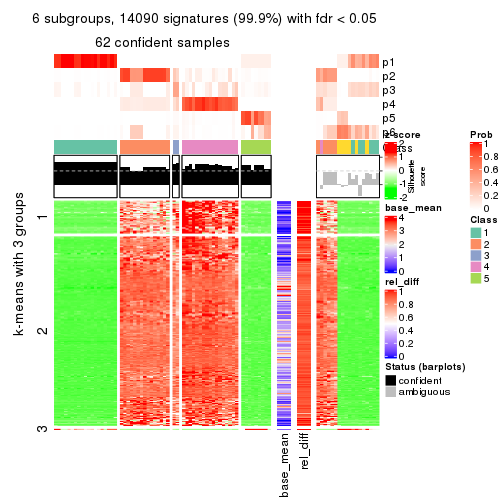 6 subgroups, 14090 signatures (99.9%) with fdr < 0.05
62 confident samples
p1
p2
p3
p4
p5
p6
Class
z-score
2
1
0
-1
-2
Silhouette
score
Prob
1
0.8
0.6
0.4
0.2
0
base_mean
4
3
2
1
0
Class
1
2
3
4
5
rel_diff
1
0.8
0.6
0.4
0.2
0
Status (barplots)
confident
ambiguous
k-means with 3 groups
1
2
3
base_mean
rel_diff